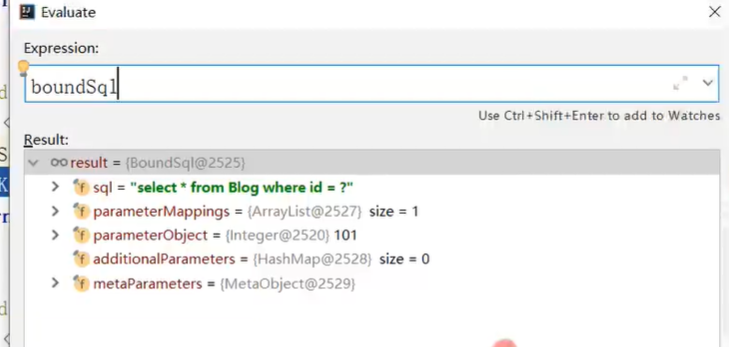 Evaluate
Expression:
boundSql
Use Ctrl+Shift+Enter to add to Watches
Result:
result = {BoundSql@2525}
sql = "select * from Blog where id = ?"
parameterMappings = {ArrayList@2527} size = 1
parameterObject = {Integer@2520} 101
additionalParameters = {HashMap@2528} size = 0
metaParameters = {MetaObject@2529}